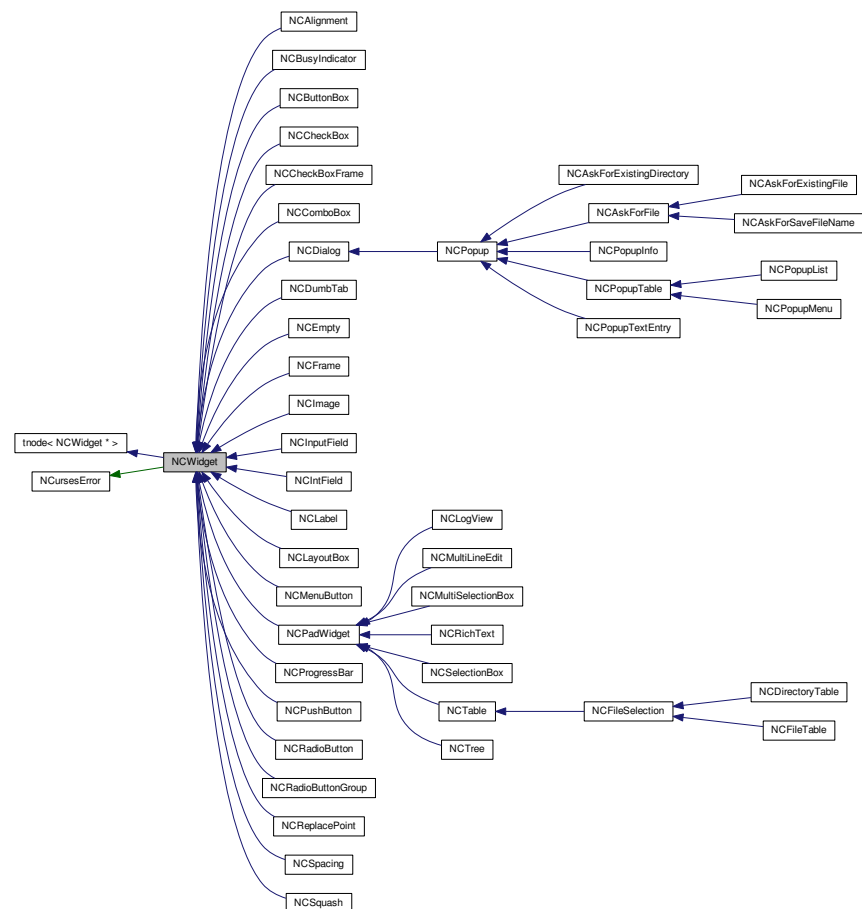 NCAlignment
NCBusyIndicator
NCButtonBox
NCCheckBox
NCCheckBoxFrame
NCComboBox
NCDialog
NCDumbTab
NCEmpty
NCFrame
NCImage
NCInputField
NCIntField
NCLabel
NCLayoutBox
NCMenuButton
NCPadWidget
NCProgressBar
NCPushButton
NCRadioButton
NCRadioButtonGroup
NCReplacePoint
NCSpacing
NCSquash
tnode< NCWidget * >
NCursesError
NCWidget
NCPopup
NCAskForExistingDirectory
NCAskForFile
NCPopupInfo
NCPopupTable
NCPopupTextEntry
NCAskForExistingFile
NCAskForSaveFileName
NCPopupList
NCPopupMenu
NCLogView
NCMultiLineEdit
NCMultiSelectionBox
NCRichText
NCSelectionBox
NCTable
NCTree
NCFileSelection
NCDirectoryTable
NCFileTable